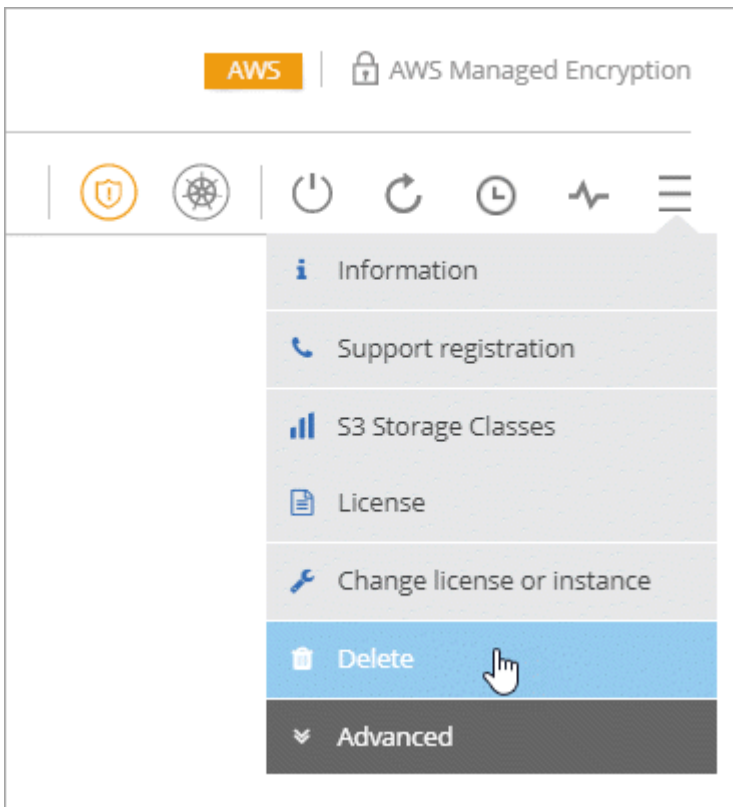 AWS
AWS Managed Encryption
Information
Support registration
S3 Storage Classes
License
Change license or instance
Delete
Advanced